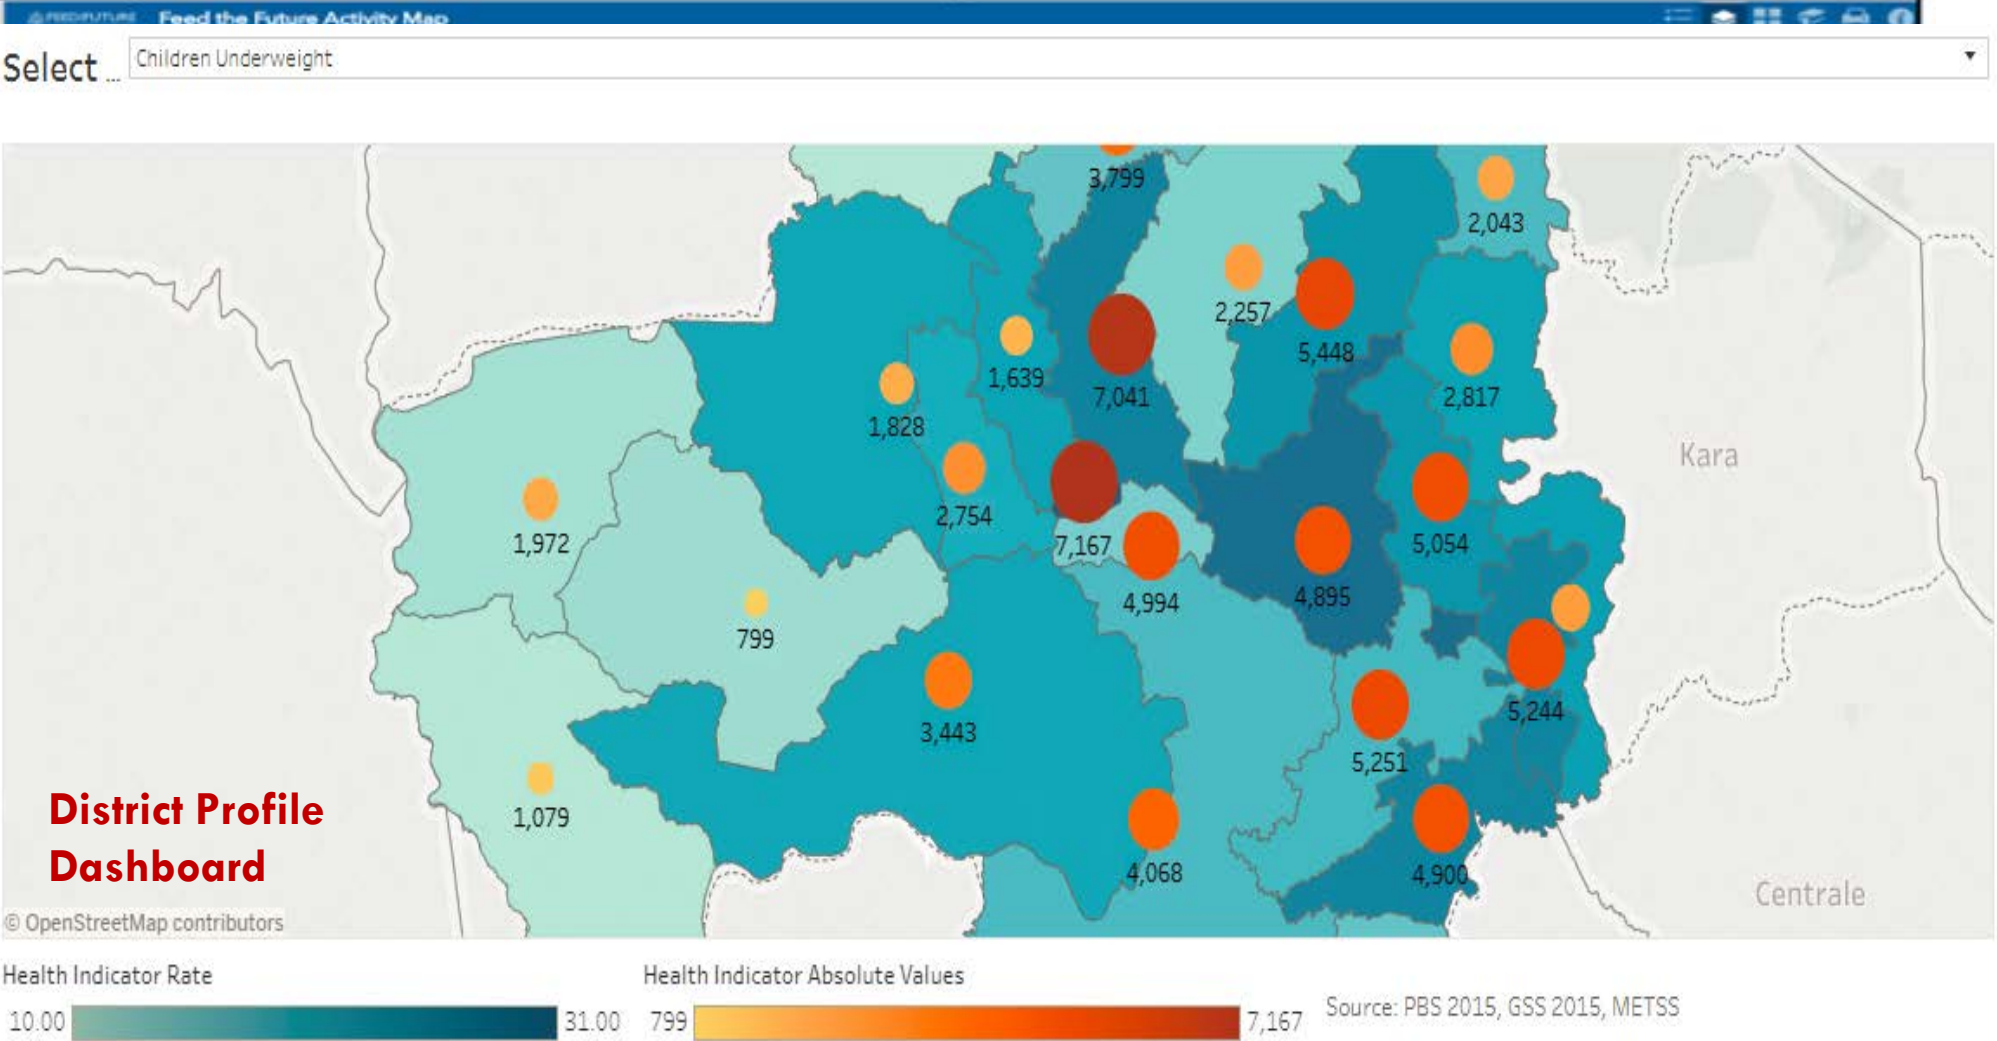 FEED FUTURE Feed the Future Activity Map
Select ... Children Underweight
3,799
2,043
2,257
5,448
1,639
7,041
2,817
1,828
Kara
2,754
1,972
7,167
5,054
4,994
4,895
799
5,244
3,443
5,251
1,079
4,068
4,900
District Profile
Dashboard
Centrale
© OpenStreetMap contributors
Health Indicator Rate
10.00 31.00
Health Indicator Absolute Values
799 7,167
Source: PBS 2015, GSS 2015, METSS